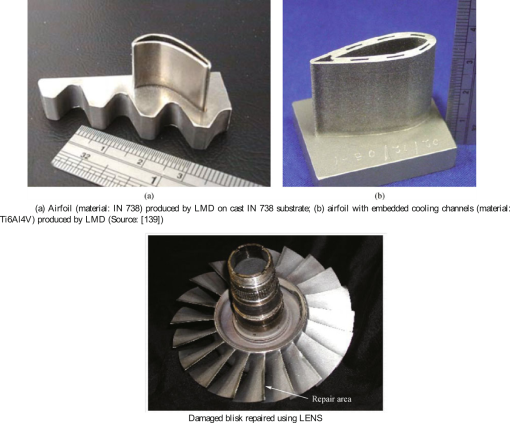 (a)
(b)
(a) Airfoil (material: IN 738) produced by LMD on cast IN 738 substrate; (b) airfoil with embedded cooling channels (material:
Ti6Al4V) produced by LMD (Source: [139])
Repair area
Damaged blisk repaired using LENS